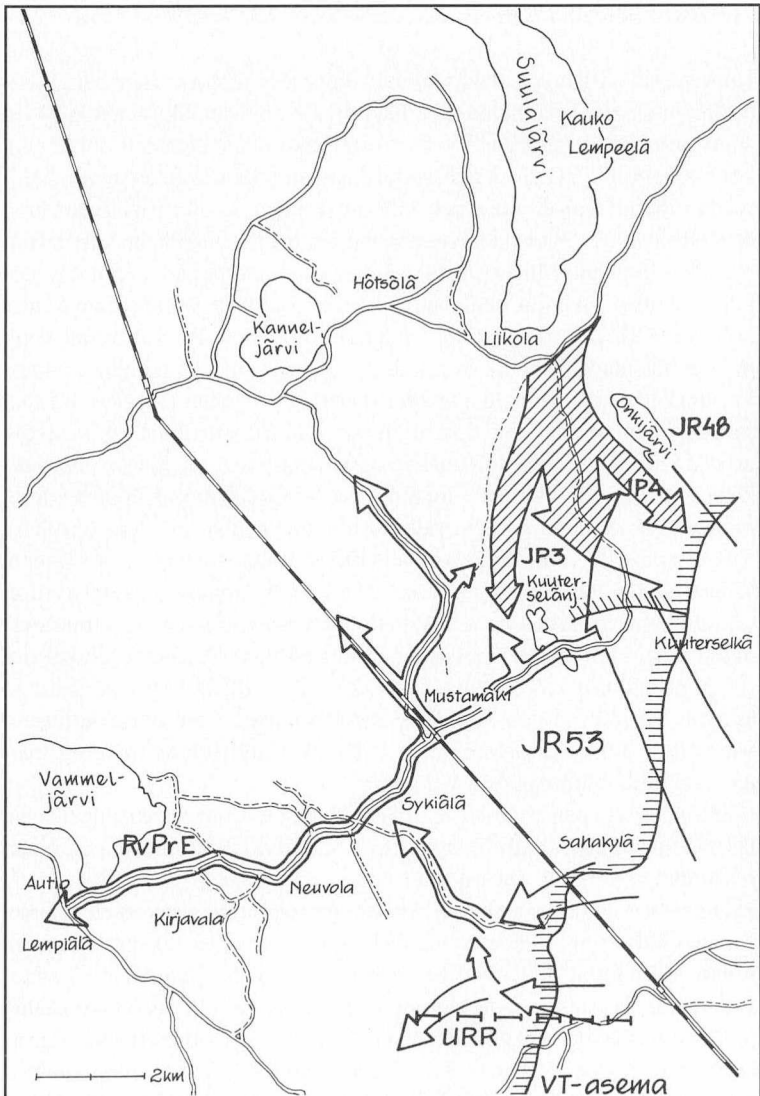 Suulajärvi
Kauko
Lempeelä
Hötsölä
Kannel-
järvi
Liikola
Onkijärvi
JR48
JP4
JP3
Kuuter-
selänj
Kuuterselkä
Mustamäki
JR53
Vammel-
järvi
Sykiälä
RvPrE
Sahakylä
Autio
Neuvola
Kirjavala
Lempiälä
URR
2km
VT-asema